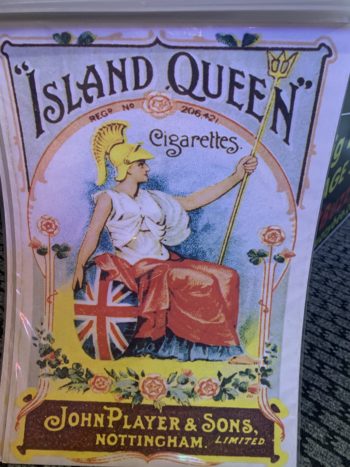 "ISLAND QUEEN"
REGD. NO 206,421.
Cigarettes.
JOHN PLAYER & SONS,
NOTTINGHAM. LIMITED